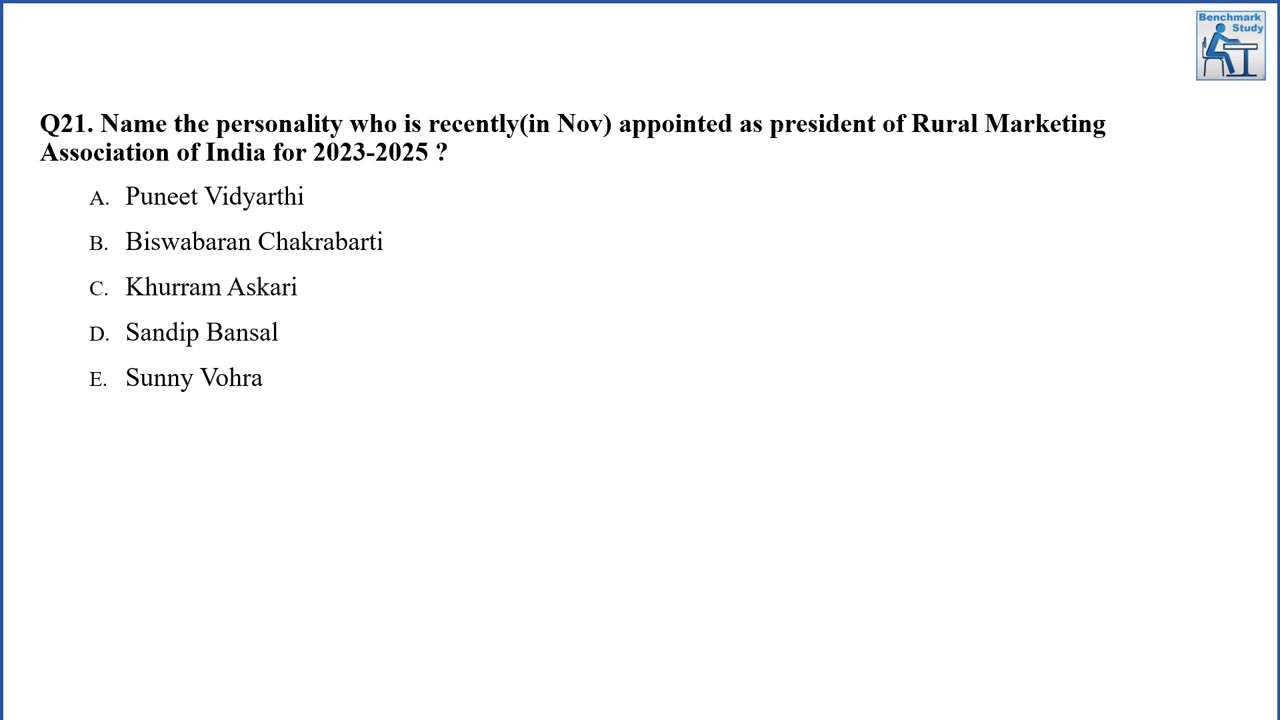 Benchmark
Study
Q21. Name the personality who is recently(in Nov) appointed as president of Rural Marketing
Association of India for 2023-2025 ?
A. Puneet Vidyarthi
B. Biswabaran Chakrabarti
C. Khurram Askari
D. Sandip Bansal
E. Sunny Vohra